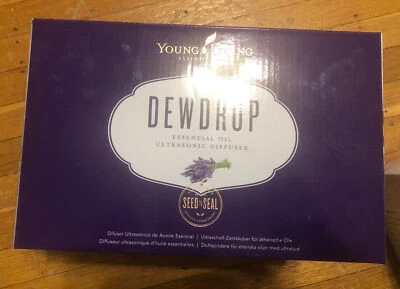 YOUNG LIVING
ESSENTIAL
DEWDROP
ESSENTIAL OIL
ULTRASONIC DIFFUSER
SEED TO SEAL
Difusor Ultrasónico de Aceite Esencial | Ultraschall-Zerstäuber für ätherische Öle
Diffuseur ultrasonique d'huile essentielles | Doftspridare för eteriska oljor med ultraljud